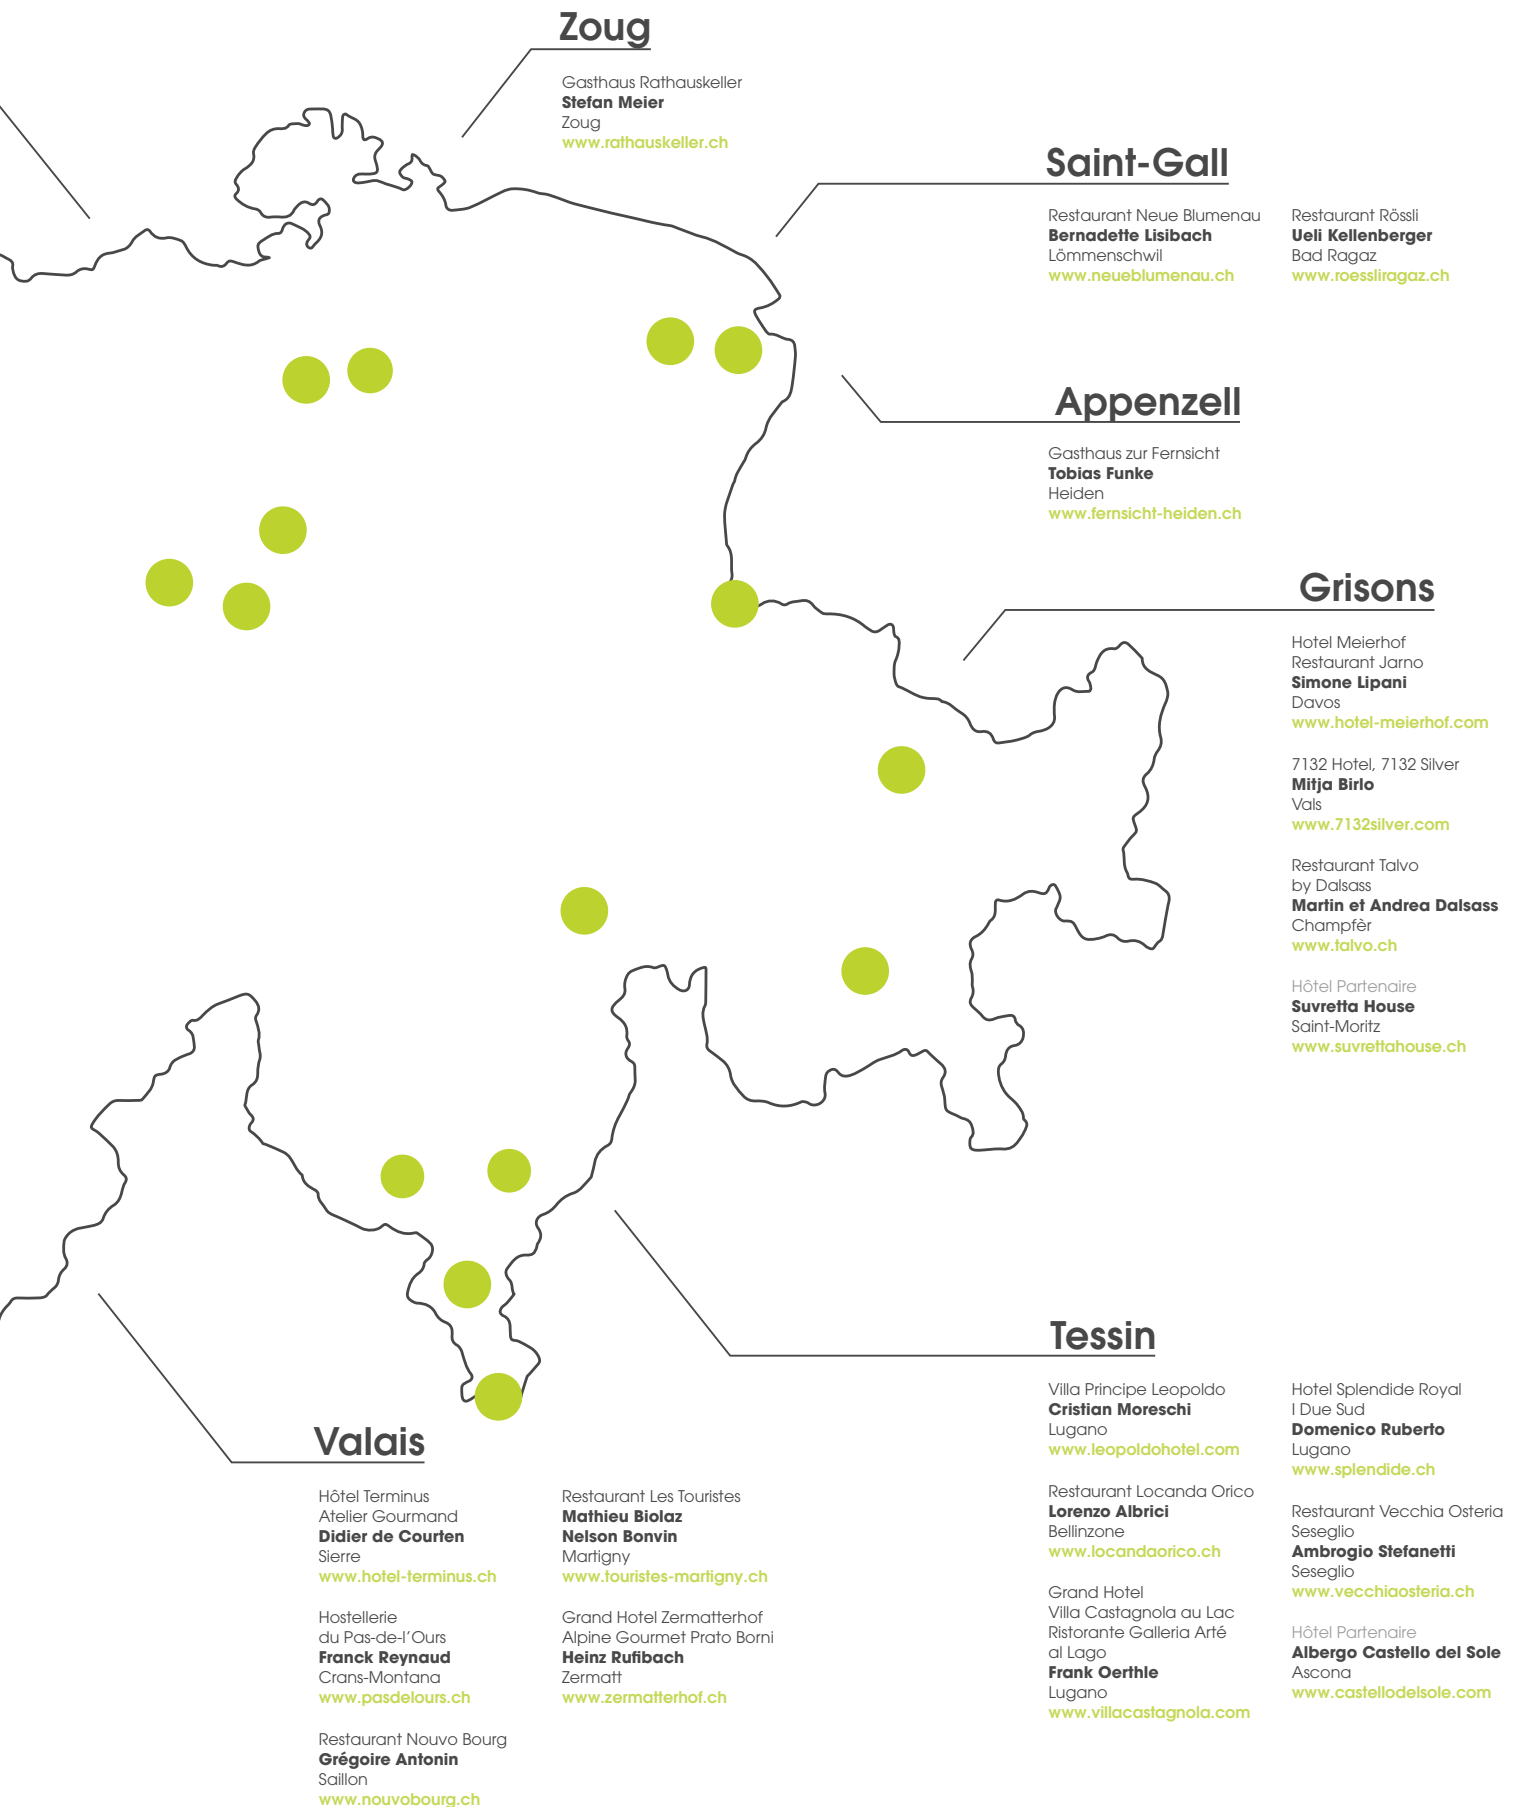 Zoug
Gasthaus Rathauskeller
Stefan Meier
Zoug
www.rathauskeller.ch
Saint-Gall
Restaurant Neue Blumenau
Bernadette Lisibach
Lömmenschwil
www.neueblumenau.ch
Restaurant Rössli
Ueli Kellenberger
Bad Ragaz
www.roessliragaz.ch
Appenzell
Gasthaus zur Fernsicht
Tobias Funke
Heiden
www.fernsicht-heiden.ch
Grisons
Hotel Meierhof
Restaurant Jarno
Simone Lipani
Davos
www.hotel-meierhof.com
7132 Hotel, 7132 Silver
Mitja Birlo
Vals
www.7132silver.com
Restaurant Talvo
by Dalsass
Martin et Andrea Dalsass
Champfèr
www.talvo.ch
Hôtel Partenaire
Suvretta House
Saint-Moritz
www.suvrettahouse.ch
Tessin
Villa Principe Leopoldo
Cristian Moreschi
Lugano
www.leopoldohotel.com
Restaurant Locanda Orico
Lorenzo Albrici
Bellinzone
www.locandaorico.ch
Grand Hotel
Villa Castagnola au Lac
Ristorante Galleria Arté
al Lago
Frank Oerthle
Lugano
www.villacastagnola.com
Hotel Splendide Royal
I Due Sud
Domenico Ruberto
Lugano
www.splendide.ch
Restaurant Vecchia Osteria
Seseglio
Ambrogio Stefanetti
Seseglio
www.vecchiaosteria.ch
Hôtel Partenaire
Albergo Castello del Sole
Ascona
www.castellodelsole.com
Valais
Hôtel Terminus
Atelier Gourmand
Didier de Courten
Sierre
www.hotel-terminus.ch
Hostellerie
du Pas-de-l'Ours
Franck Reynaud
Crans-Montana
www.pasdelours.ch
Restaurant Nouvo Bourg
Grégoire Antonin
Saillon
www.nouvobourg.ch
Restaurant Les Touristes
Mathieu Biolaz
Nelson Bonvin
Martigny
www.touristes-martigny.ch
Grand Hotel Zermatterhof
Alpine Gourmet Prato Borni
Heinz Rufibach
Zermatt
www.zermatterhof.ch